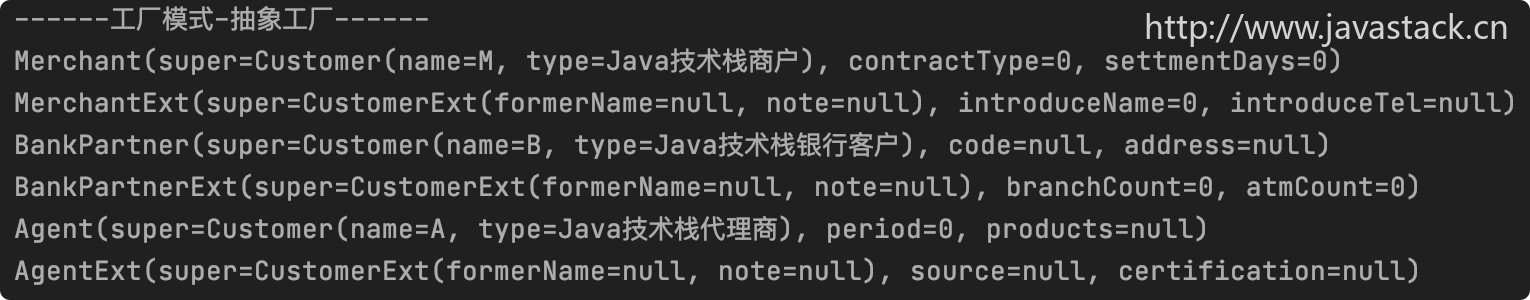 ------工厂模式-抽象工厂------
http://www.javastack.cn
Merchant(super=Customer(name=M, type=Java技术栈商户), contractType=0, settmentDays=0)
MerchantExt(super=CustomerExt(formerName=null, note=null), introduceName=0, introduceTel=null)
BankPartner(super=Customer(name=B, type=Java技术栈银行客户), code=null, address=null)
BankPartnerExt(super=CustomerExt(formerName=null, note=null), branchCount=0, atmCount=0)
Agent(super=Customer(name=A, type=Java技术栈代理商), period=0, products=null)
AgentExt(super=CustomerExt(formerName=null, note=null), source=null, certification=null)